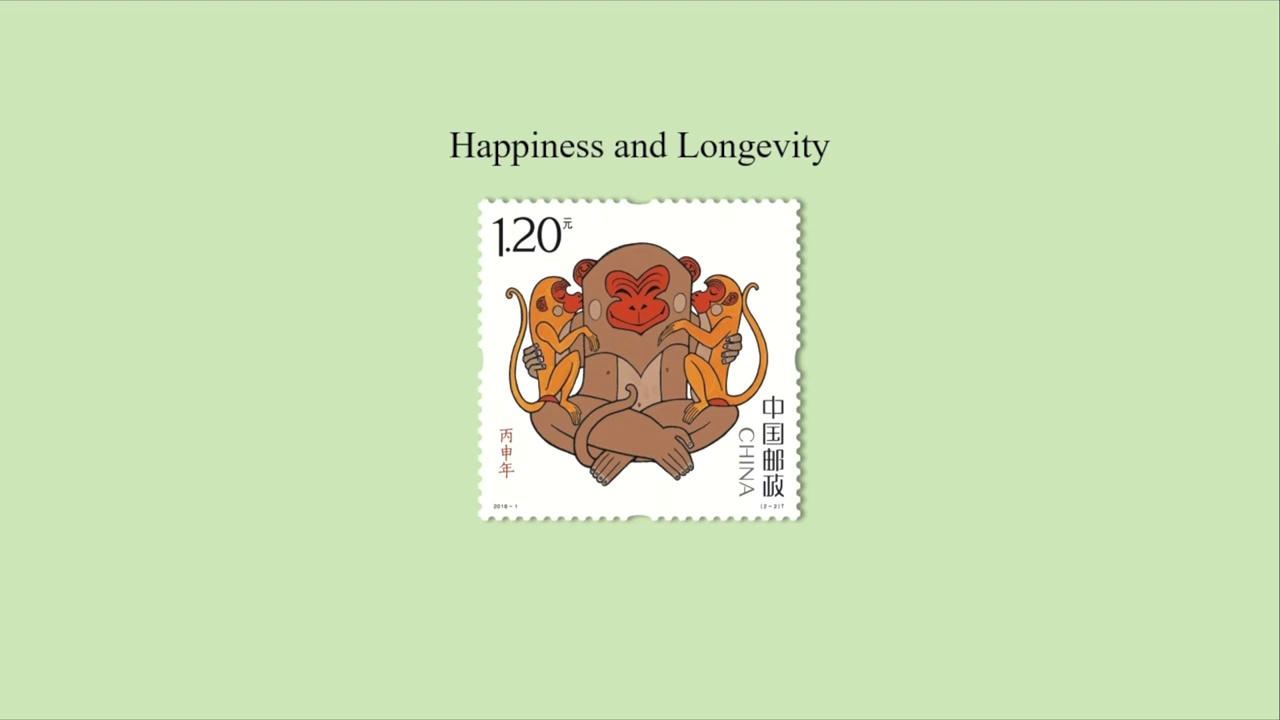 Happiness and Longevity
1.20元
丙申年
中国邮政
CHINA
2016-1
(2-2)T